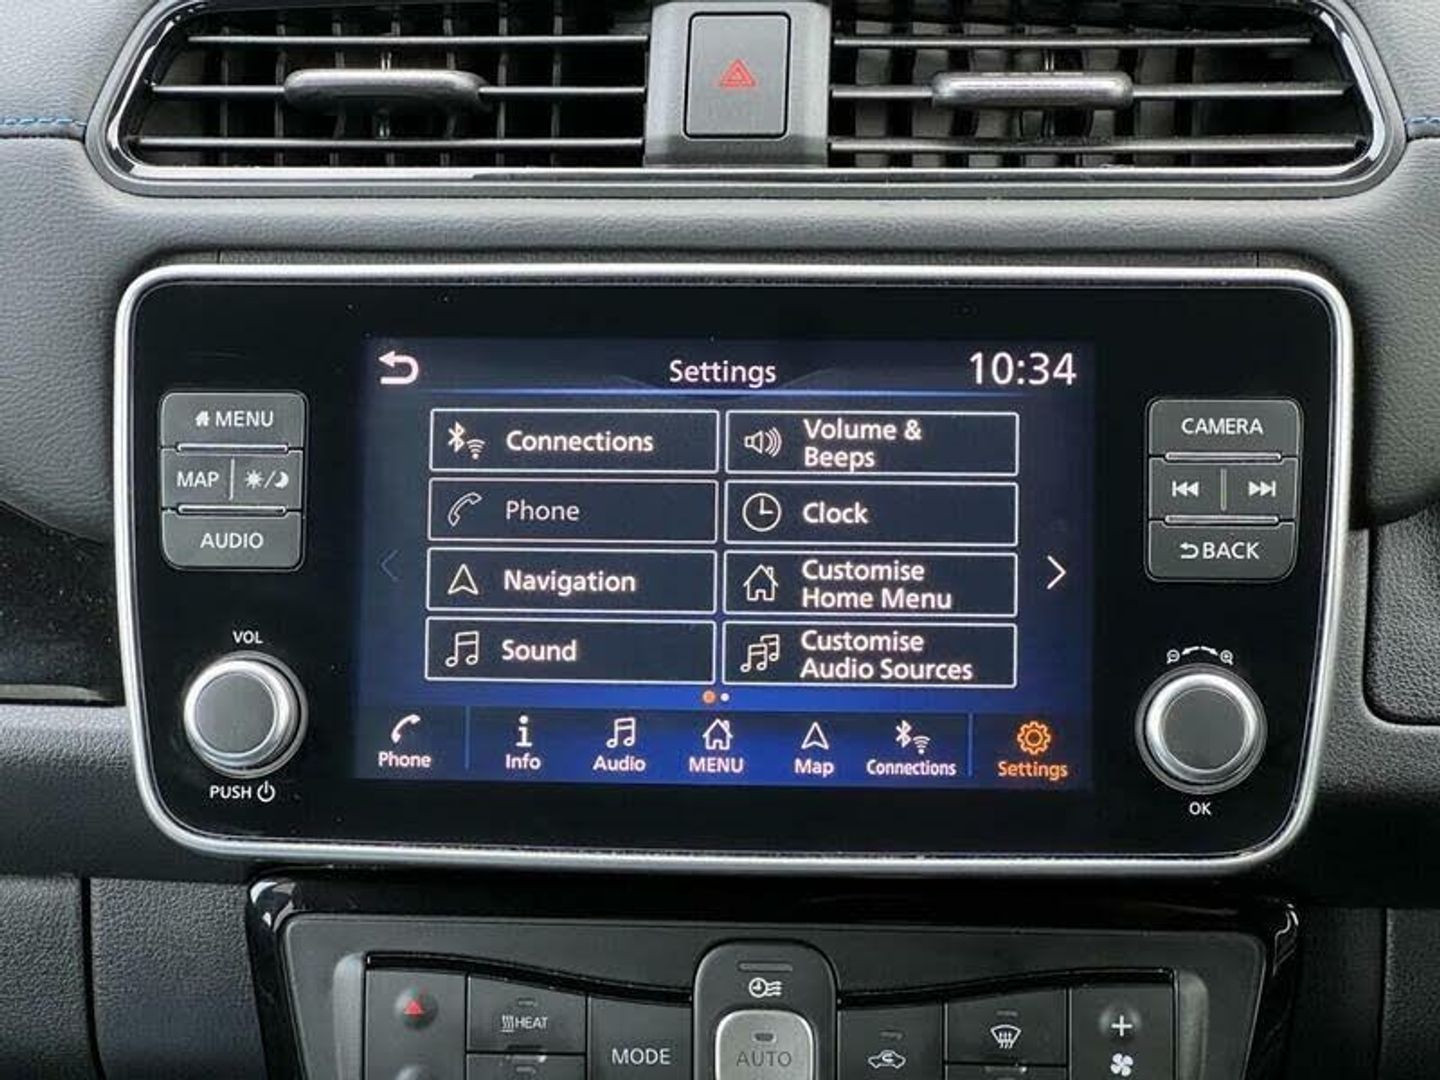 Settings 10:34
MENU
MAP
AUDIO
VOL
PUSH
Connections
Phone
Navigation
Sound
Volume &
Beeps
Clock
Customise
Home Menu
Customise
Audio Sources
Phone Info Audio MENU Map Connections Settings
CAMERA
BACK
OK
HEAT
MODE
AUTO
+